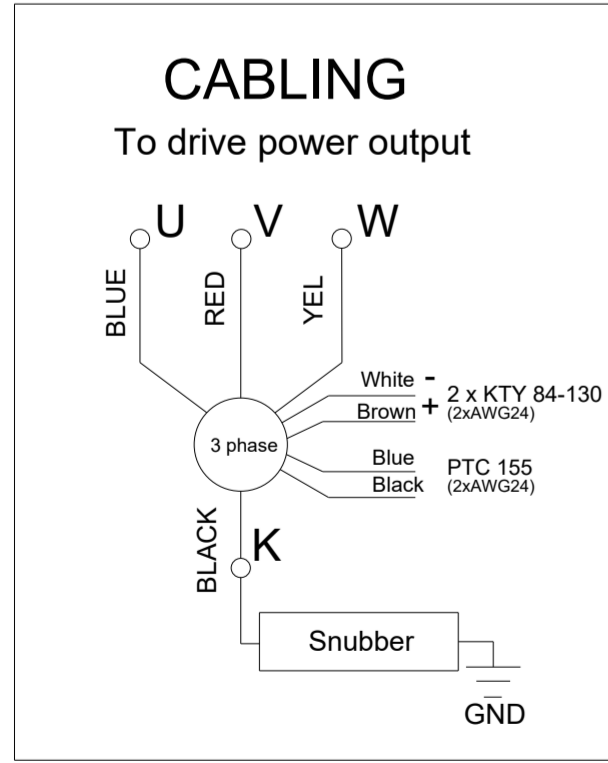 CABLING
To drive power output
U V W
BLUE RED YEL
White - 2 x KTY 84-130
Brown + (2xAWG24)
3 phase
Blue PTC 155
Black (2xAWG24)
BLACK K
Snubber
GND